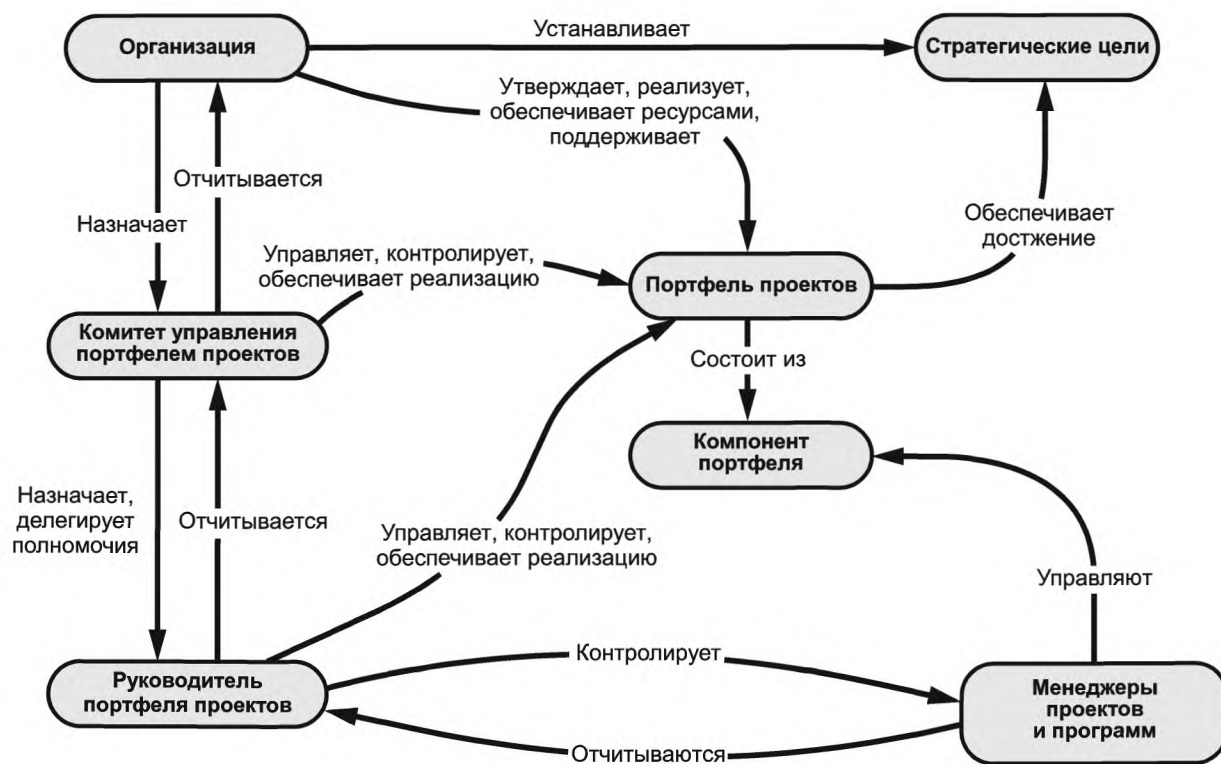 Организация
Устанавливает
Стратегические цели
Утверждает, реализует,
обеспечивает ресурсами,
поддерживает
Отчитывается
Назначает
Обеспечивает
достжение
Управляет, контролирует,
обеспечивает реализацию
Портфель проектов
Комитет управления
портфелем проектов
Состоит из
Компонент
портфеля
Назначает,
делегирует
полномочия
Отчитывается
Управляет, контролирует,
обеспечивает реализацию
Управляют
Контролирует
Руководитель
портфеля проектов
Менеджеры
проектов
и программ
Отчитываются